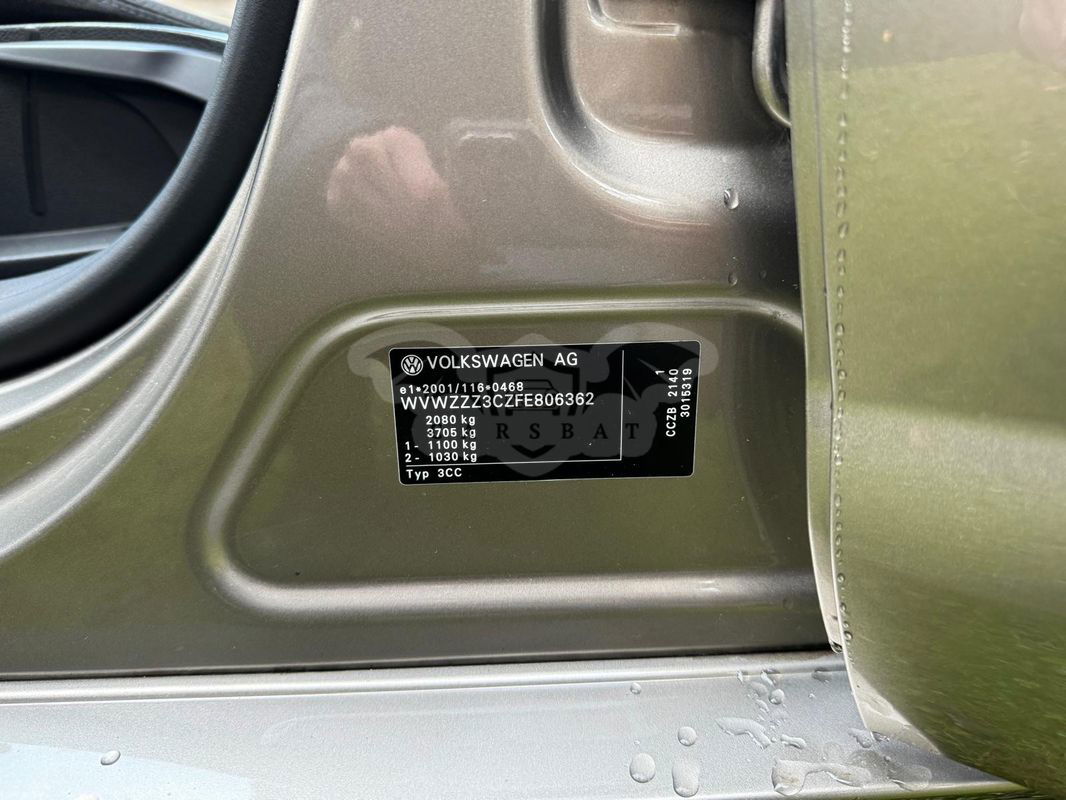 VOLKSWAGEN AG
e1*2001/116*0468
WVWZZZ3CZFE806362
2080 kg
3705 kg
1- 1100 kg
2- 1030 kg
Typ 3CC
1
CCZB 2140
3015319
RSBAT